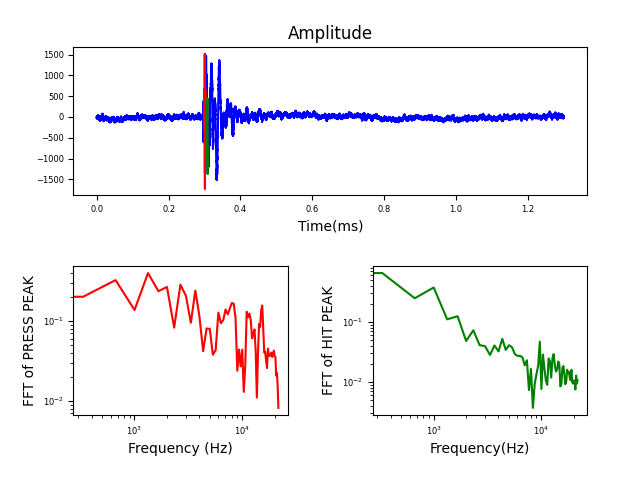 Amplitude
1500
1000
500
0
−500
−1000
−1500
0.0 0.2 0.4 0.6 0.8 1.0 1.2
Time(ms)
FFT of PRESS PEAK
10⁻¹
10⁻²
10³ 10⁴
Frequency (Hz)
FFT of HIT PEAK
10⁻¹
10⁻²
10³ 10⁴
Frequency(Hz)